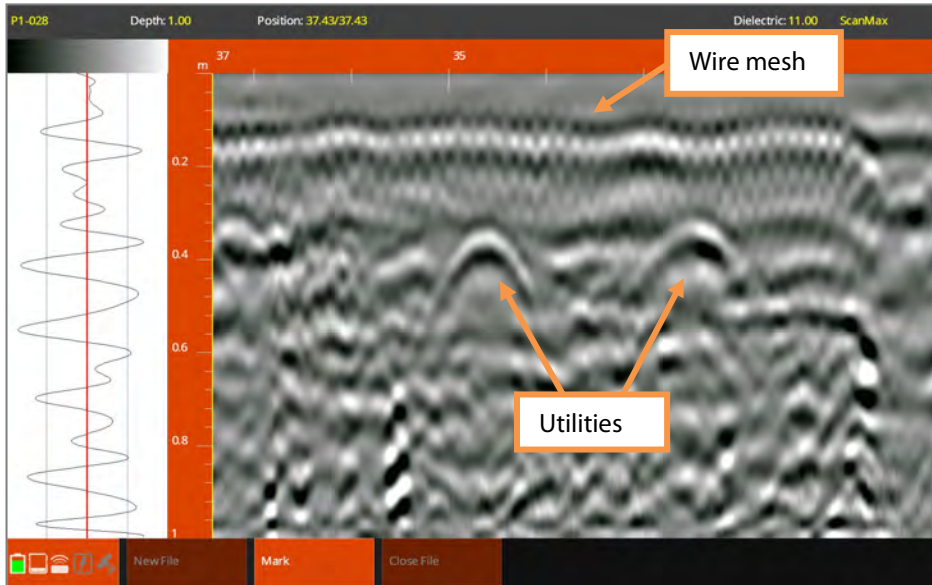 P1-028 Depth: 1.00 Position: 37.43/37.43 Dielectric: 11.00 ScanMax
m 37 35
Wire mesh
0.2
0.4
0.6
Utilities
0.8
1
New File Mark Close File